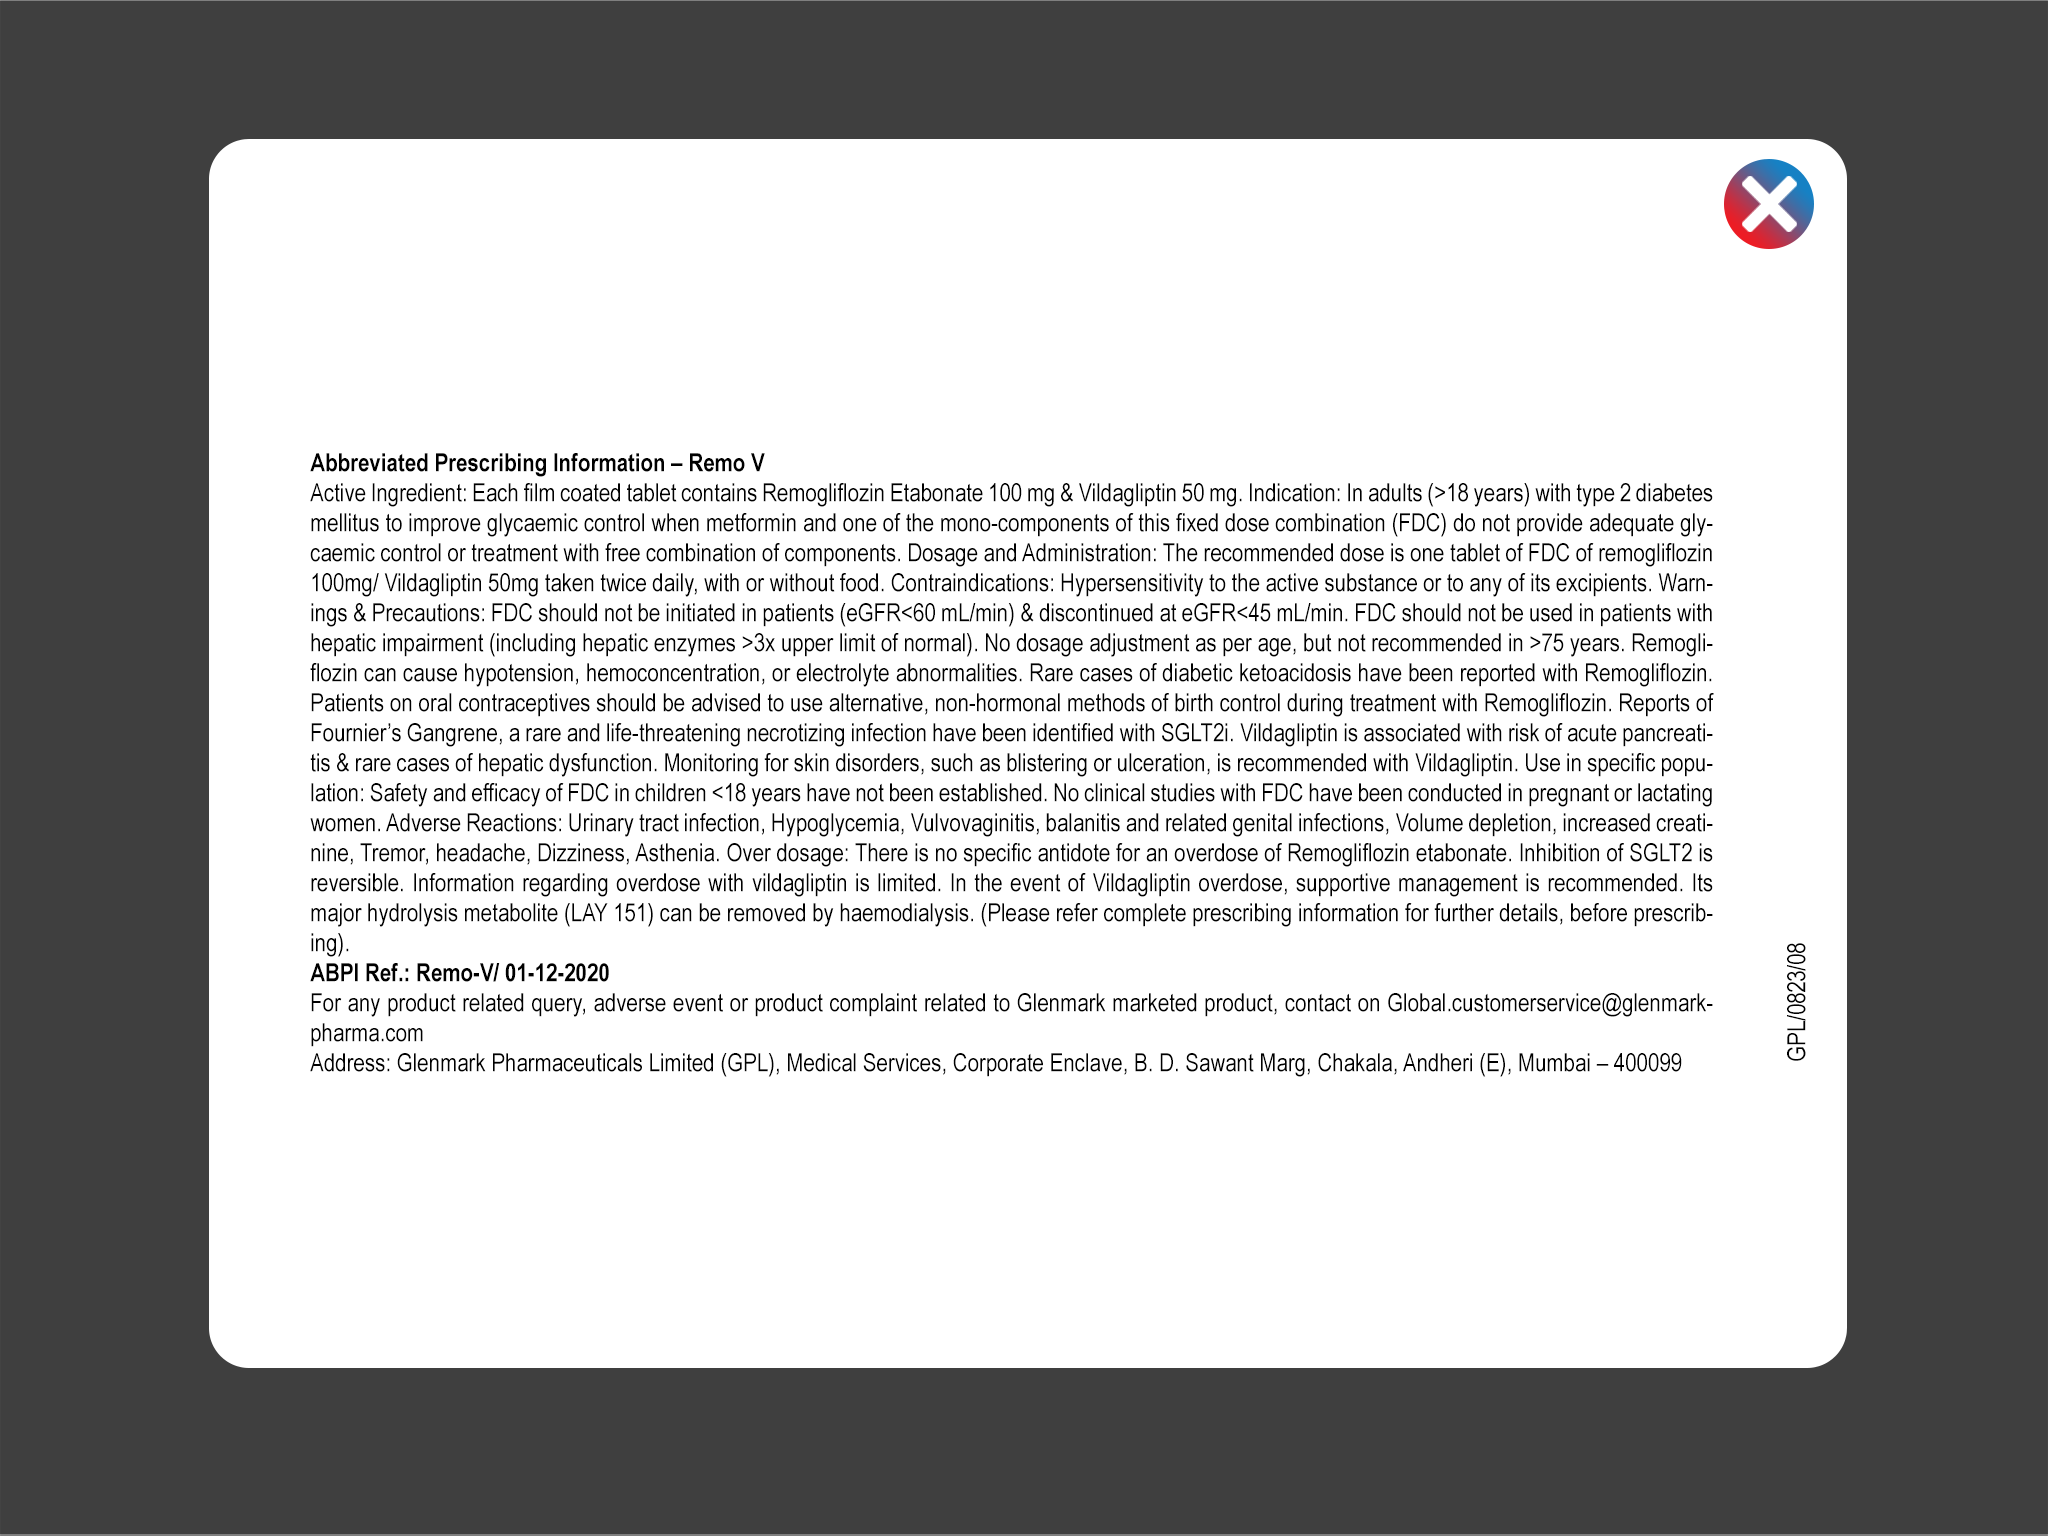 Abbreviated Prescribing Information – Remo V
Active Ingredient: Each film coated tablet contains Remogliflozin Etabonate 100 mg & Vildagliptin 50 mg. Indication: In adults (>18 years) with type 2 diabetes
mellitus to improve glycaemic control when metformin and one of the mono-components of this fixed dose combination (FDC) do not provide adequate gly-
caemic control or treatment with free combination of components. Dosage and Administration: The recommended dose is one tablet of FDC of remogliflozin
100mg/ Vildagliptin 50mg taken twice daily, with or without food. Contraindications: Hypersensitivity to the active substance or to any of its excipients. Warn-
ings & Precautions: FDC should not be initiated in patients (eGFR<60 mL/min) & discontinued at eGFR<45 mL/min. FDC should not be used in patients with
hepatic impairment (including hepatic enzymes >3x upper limit of normal). No dosage adjustment as per age, but not recommended in >75 years. Remogli-
flozin can cause hypotension, hemoconcentration, or electrolyte abnormalities. Rare cases of diabetic ketoacidosis have been reported with Remogliflozin.
Patients on oral contraceptives should be advised to use alternative, non-hormonal methods of birth control during treatment with Remogliflozin. Reports of
Fournier’s Gangrene, a rare and life-threatening necrotizing infection have been identified with SGLT2i. Vildagliptin is associated with risk of acute pancreati-
tis & rare cases of hepatic dysfunction. Monitoring for skin disorders, such as blistering or ulceration, is recommended with Vildagliptin. Use in specific popu-
lation: Safety and efficacy of FDC in children <18 years have not been established. No clinical studies with FDC have been conducted in pregnant or lactating
women. Adverse Reactions: Urinary tract infection, Hypoglycemia, Vulvovaginitis, balanitis and related genital infections, Volume depletion, increased creati-
nine, Tremor, headache, Dizziness, Asthenia. Over dosage: There is no specific antidote for an overdose of Remogliflozin etabonate. Inhibition of SGLT2 is
reversible. Information regarding overdose with vildagliptin is limited. In the event of Vildagliptin overdose, supportive management is recommended. Its
major hydrolysis metabolite (LAY 151) can be removed by haemodialysis. (Please refer complete prescribing information for further details, before prescrib-
ing).
ABPI Ref.: Remo-V/ 01-12-2020
For any product related query, adverse event or product complaint related to Glenmark marketed product, contact on Global.customerservice@glenmark-
pharma.com
Address: Glenmark Pharmaceuticals Limited (GPL), Medical Services, Corporate Enclave, B. D. Sawant Marg, Chakala, Andheri (E), Mumbai – 400099
GPL/0823/08